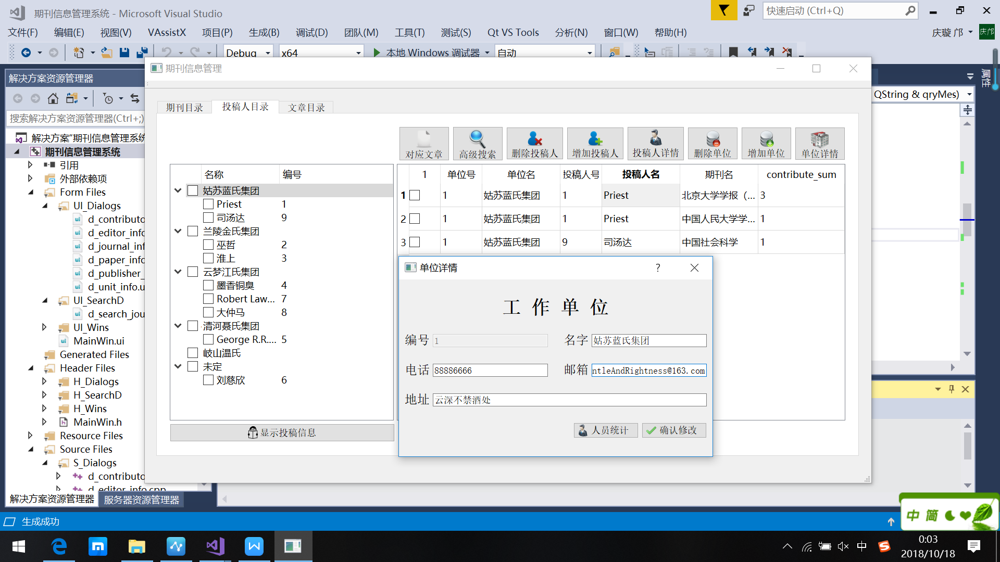 期刊信息管理系统 - Microsoft Visual Studio
快速启动 (Ctrl+Q)
文件(F) 编辑(E) 视图(V) VAssistX 项目(P) 生成(B) 调试(D) 团队(M) 工具(T) 测试(S) Qt VS Tools 分析(N) 窗口(W) 帮助(H)
庆璇 邝
Debug x64 本地 Windows 调试器 自动
解决方案资源管理器
搜索解决方案资源管理器(Ctrl+;)
解决方案"期刊信息管理系统
期刊信息管理系统
引用
外部依赖项
Form Files
UI_Dialogs
d_contributo
d_editor_info
d_journal_inf
d_paper_info
d_publisher_
d_unit_info.u
UI_SearchD
d_search_jou
UI_Wins
MainWin.ui
Generated Files
Header Files
H_Dialogs
H_SearchD
H_Wins
MainWin.h
Resource Files
Source Files
S_Dialogs
d_contributo
d_editor_info.cpp
解决方案资源管理器 服务器资源管理器
属性
QString & qryMes)
期刊信息管理
期刊目录 投稿人目录 文章目录
对应文章 高级搜索 删除投稿人 增加投稿人 投稿人详情 删除单位 增加单位 单位详情
名称 编号
姑苏蓝氏集团
Priest 1
司汤达 9
兰陵金氏集团
巫哲 2
淮上 3
云梦江氏集团
墨香铜臭 4
Robert Law... 7
大仲马 8
清河聂氏集团
George R.R.... 5
岐山温氏
未定
刘慈欣 6
显示投稿信息
1 单位号 单位名 投稿人号 投稿人名 期刊名 contribute_sum
1 1 姑苏蓝氏集团 1 Priest 北京大学学报 (... 3
2 1 姑苏蓝氏集团 1 Priest 中国人民大学学... 1
3 1 姑苏蓝氏集团 9 司汤达 中国社会科学 1
单位详情 ?
工 作 单 位
编号 1 名字 姑苏蓝氏集团
电话 88886666 邮箱 ntleAndRightness@163.com
地址 云深不禁酒处
人员统计 确认修改
生成成功
中 简
中
0:03
2018/10/18